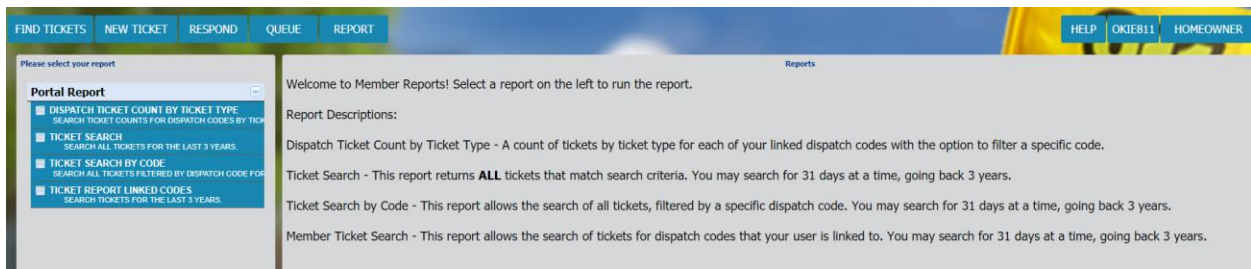 FIND TICKETS NEW TICKET RESPOND QUEUE REPORT HELP OKIE811 HOMEOWNER
Please select your report
Portal Report
DISPATCH TICKET COUNT BY TICKET TYPE
SEARCH TICKET COUNTS FOR DISPATCH CODES BY TICK
TICKET SEARCH
SEARCH ALL TICKETS FOR THE LAST 3 YEARS.
TICKET SEARCH BY CODE
SEARCH ALL TICKETS FILTERED BY DISPATCH CODE FOR
TICKET REPORT LINKED CODES
SEARCH TICKETS FOR THE LAST 3 YEARS.
Reports
Welcome to Member Reports! Select a report on the left to run the report.
Report Descriptions:
Dispatch Ticket Count by Ticket Type - A count of tickets by ticket type for each of your linked dispatch codes with the option to filter a specific code.
Ticket Search - This report returns ALL tickets that match search criteria. You may search for 31 days at a time, going back 3 years.
Ticket Search by Code - This report allows the search of all tickets, filtered by a specific dispatch code. You may search for 31 days at a time, going back 3 years.
Member Ticket Search - This report allows the search of tickets for dispatch codes that your user is linked to. You may search for 31 days at a time, going back 3 years.